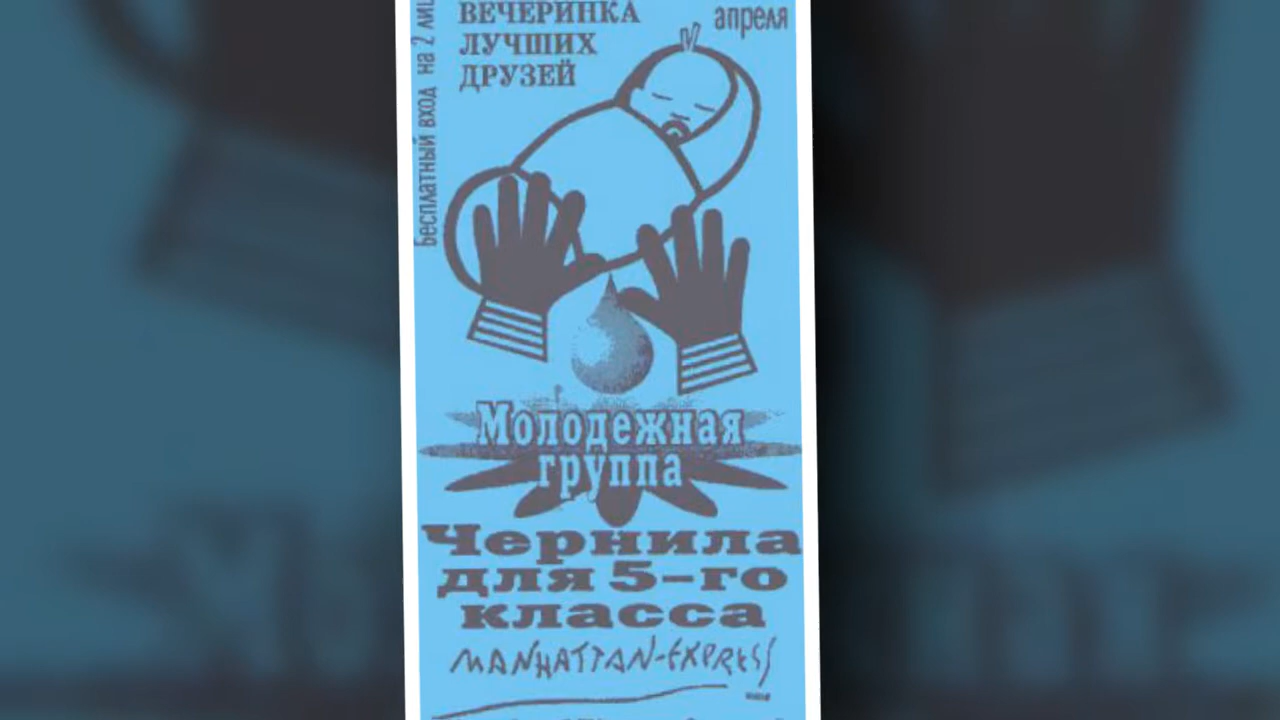 ВЕЧЕРИНКА
ЛУЧШИХ
ДРУЗЕЙ
апреля
бесплатный вход на 2
Молодежная
группа
Чернила
для 5-го
класса
MANHATTAN-EXPRESS